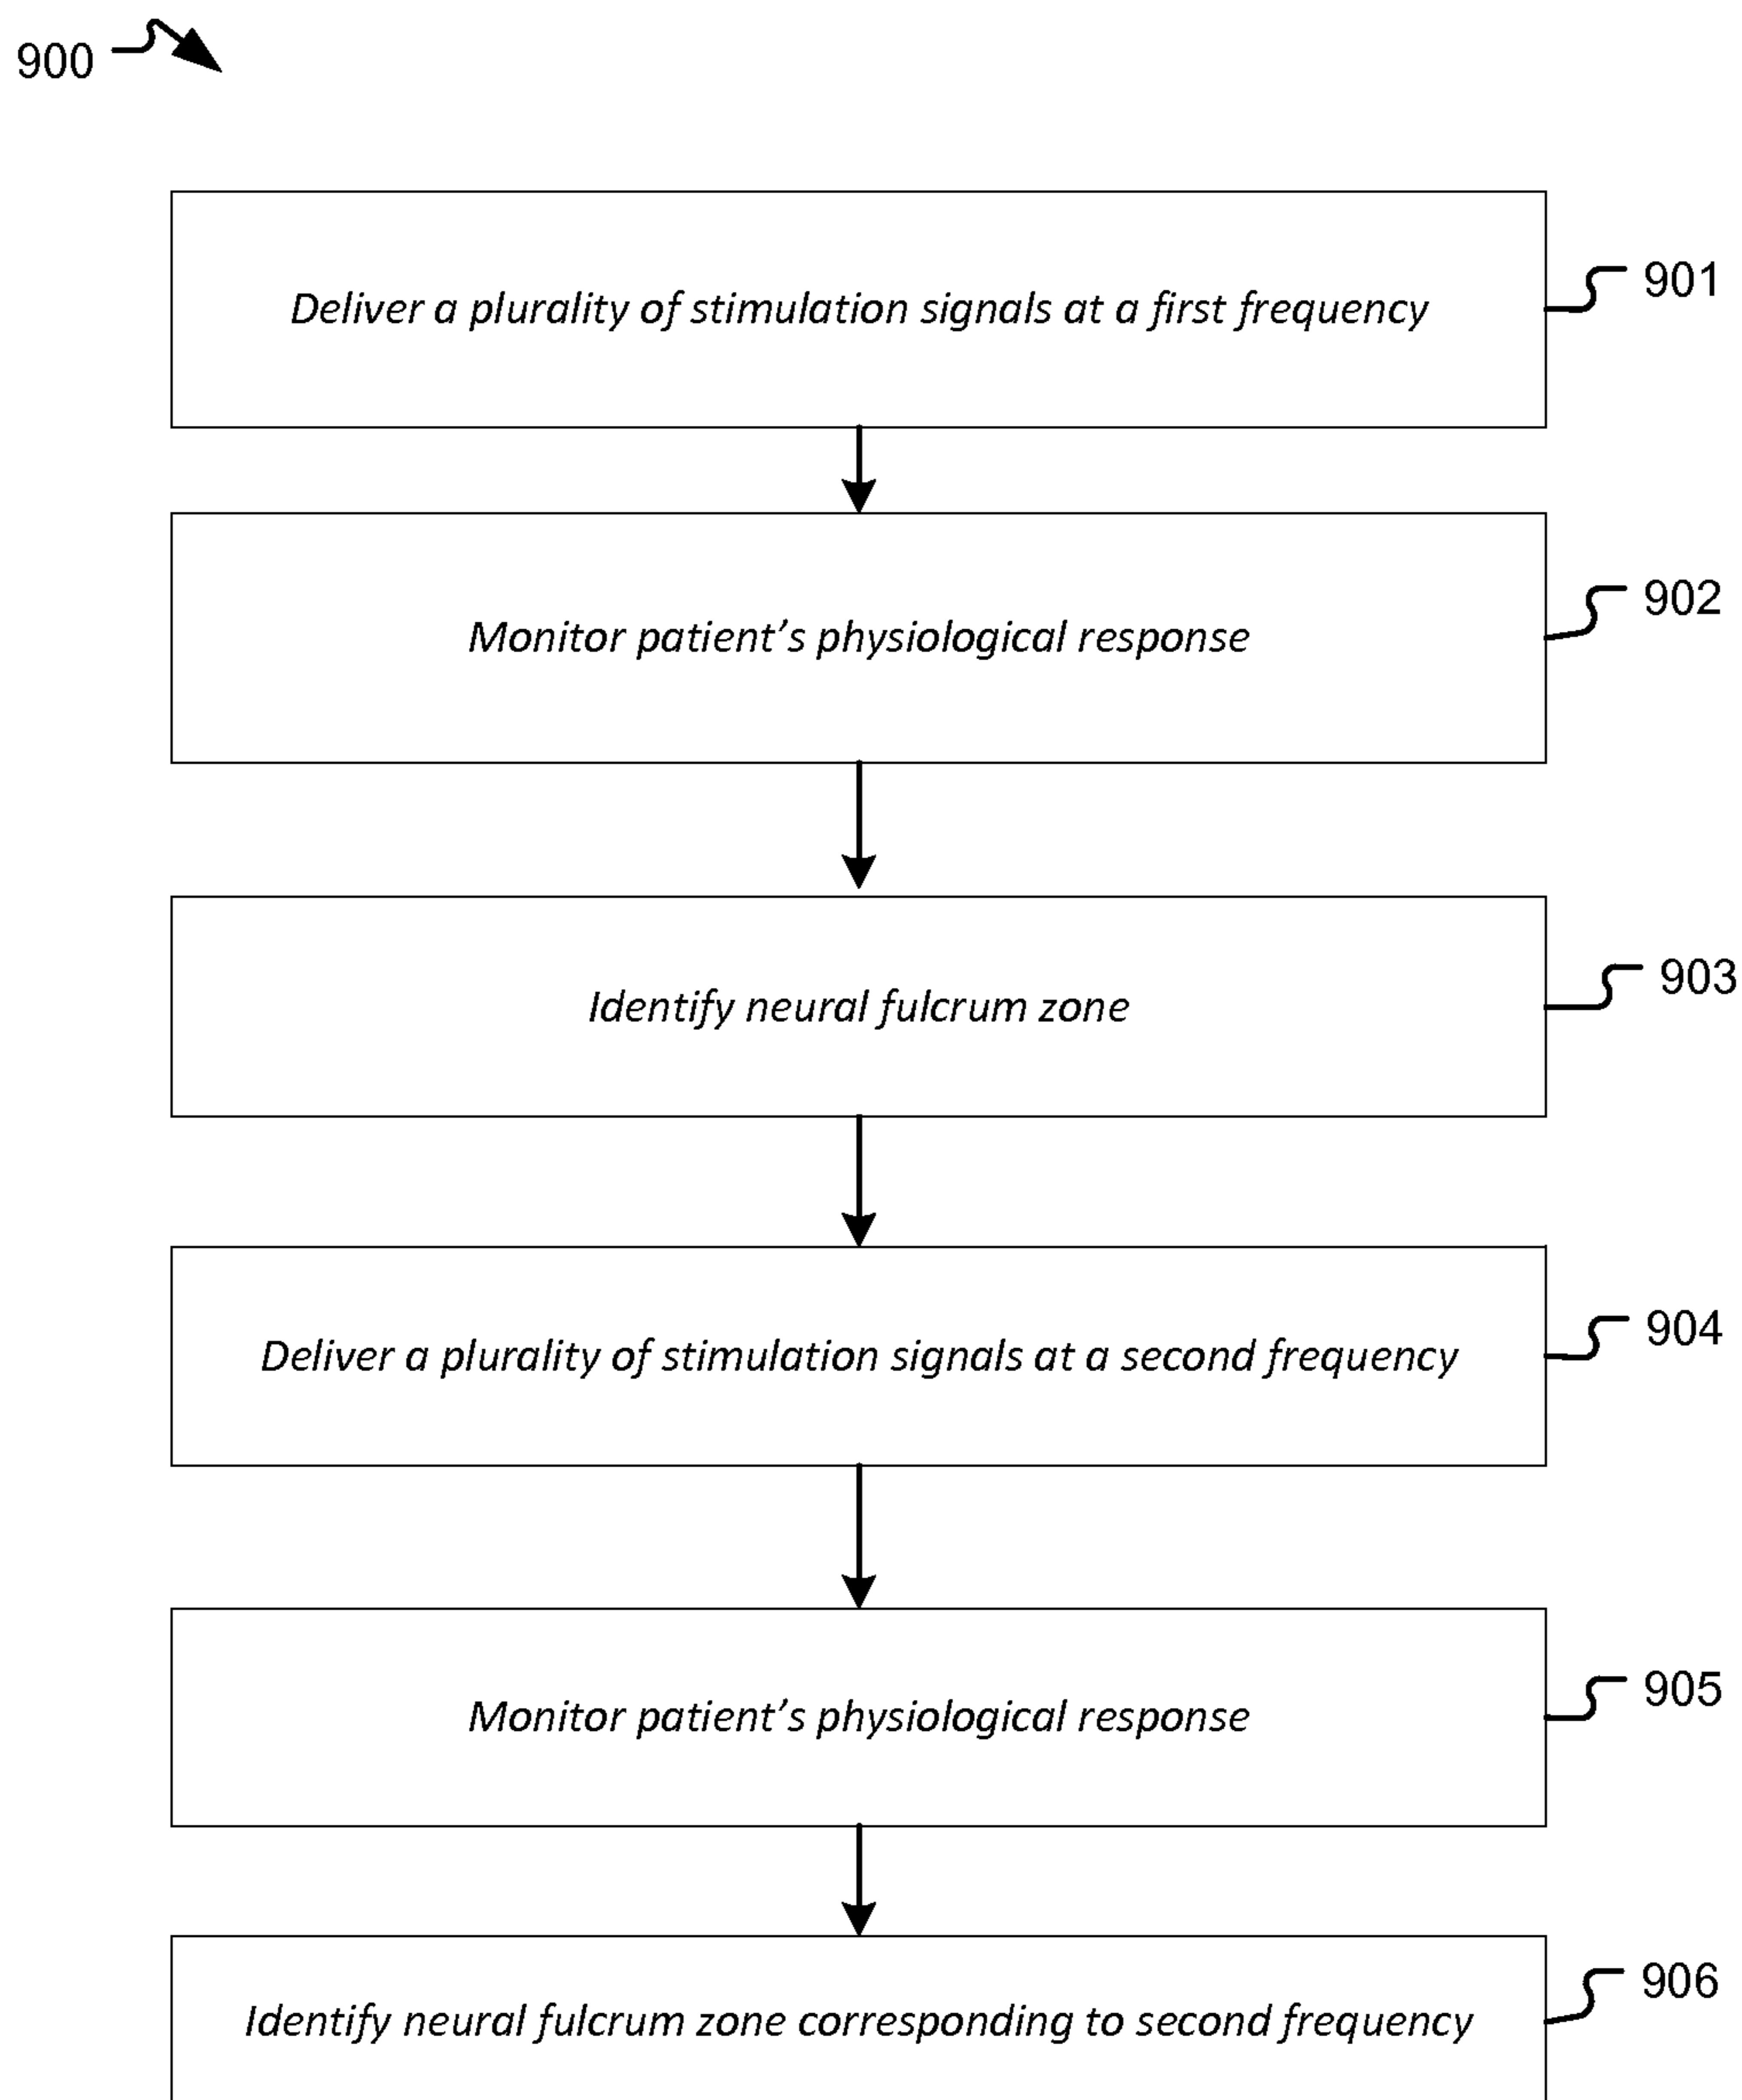 900
Deliver a plurality of stimulation signals at a first frequency
901
Monitor patient’s physiological response
902
Identify neural fulcrum zone
903
Deliver a plurality of stimulation signals at a second frequency
904
Monitor patient’s physiological response
905
Identify neural fulcrum zone corresponding to second frequency
906